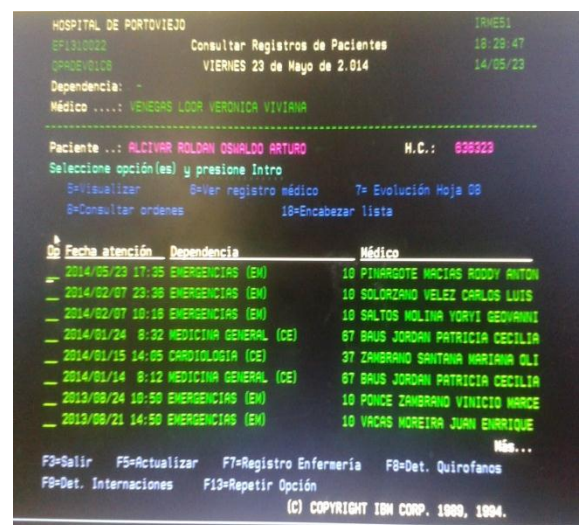 HOSPITAL DE PORTOVIEJO IRME51
EF1310022 Consultar Registros de Pacientes 18:28:47
QPADEV01C6 VIERNES 23 de Mayo de 2.014 14/05/23
Dependencia: -
Médico ....: VENEGAS LOOR VERONICA VIVIANA
Paciente ..: ALCIVAR ROLDAN OSWALDO ARTURO H.C.: 838323
Seleccione opción(es) y presione Intro
5=Visualizar 6=Ver registro médico 7= Evolución Hoja 08
8=Consultar ordenes 18=Encabezar lista
Op Fecha atención Dependencia Médico
2014/05/23 17:35 EMERGENCIAS (EM) 10 PINARGOTE MACIAS RODDY ANTON
2014/02/07 23:36 EMERGENCIAS (EM) 10 SOLORZANO VELEZ CARLOS LUIS
2014/02/07 10:18 EMERGENCIAS (EM) 10 SALTOS MOLINA YORYI GEOVANNI
2014/01/24 8:32 MEDICINA GENERAL (CE) 67 BAUS JORDAN PATRICIA CECILIA
2014/01/15 14:05 CARDIOLOGIA (CE) 37 ZAMBRANO SANTANA MARIANA OLI
2014/01/14 8:12 MEDICINA GENERAL (CE) 67 BAUS JORDAN PATRICIA CECILIA
2013/08/24 10:50 EMERGENCIAS (EM) 10 PONCE ZAMBRANO VINICIO MARCE
2013/08/21 14:50 EMERGENCIAS (EM) 10 VACAS MOREIRA JUAN ENRRIQUE
Más...
F3=Salir F5=Actualizar F7=Registro Enfermería F8=Det. Quirofanos
F9=Det. Internaciones F13=Repetir Opción
(C) COPYRIGHT IBM CORP. 1989, 1994.